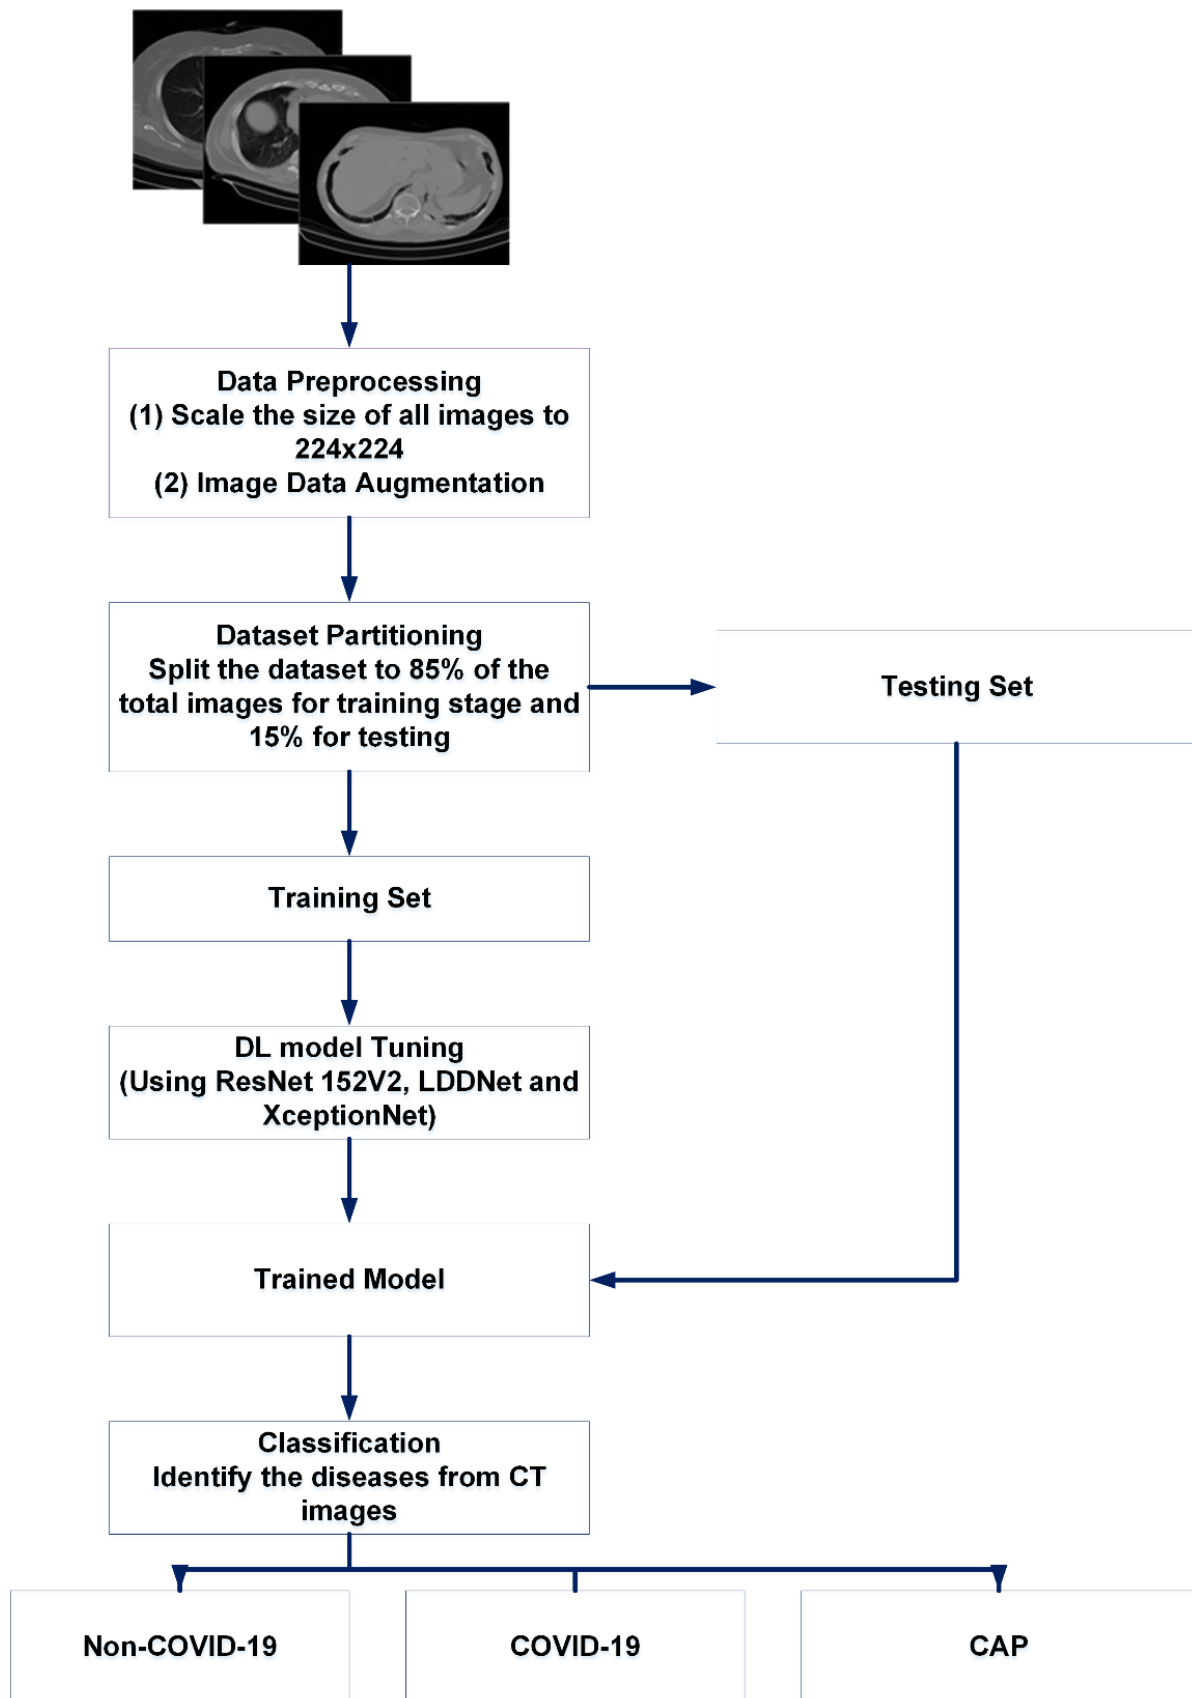 Data Preprocessing
(1) Scale the size of all images to
224x224
(2) Image Data Augmentation
Dataset Partitioning
Split the dataset to 85% of the
total images for training stage and
15% for testing
Testing Set
Training Set
DL model Tuning
(Using ResNet 152V2, LDDNet and
XceptionNet)
Trained Model
Classification
Identify the diseases from CT
images
Non-COVID-19
COVID-19
CAP